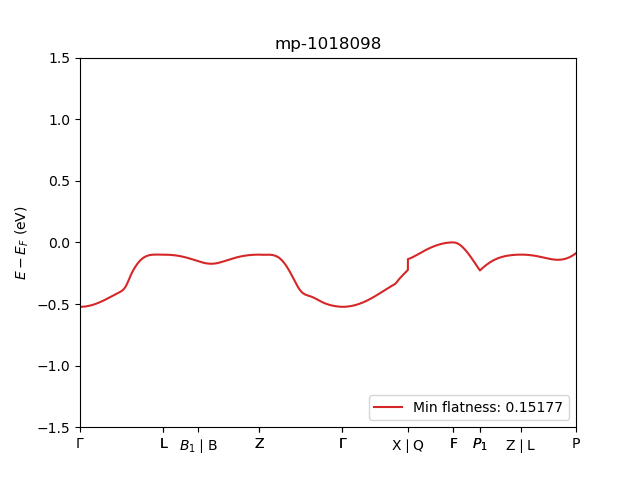 mp-1018098
1.5
1.0
0.5
0.0
−0.5
−1.0
−1.5
E − E_F (eV)
Min flatness: 0.15177
Γ L B₁ | B Z Γ X | Q F P₁ Z | L P